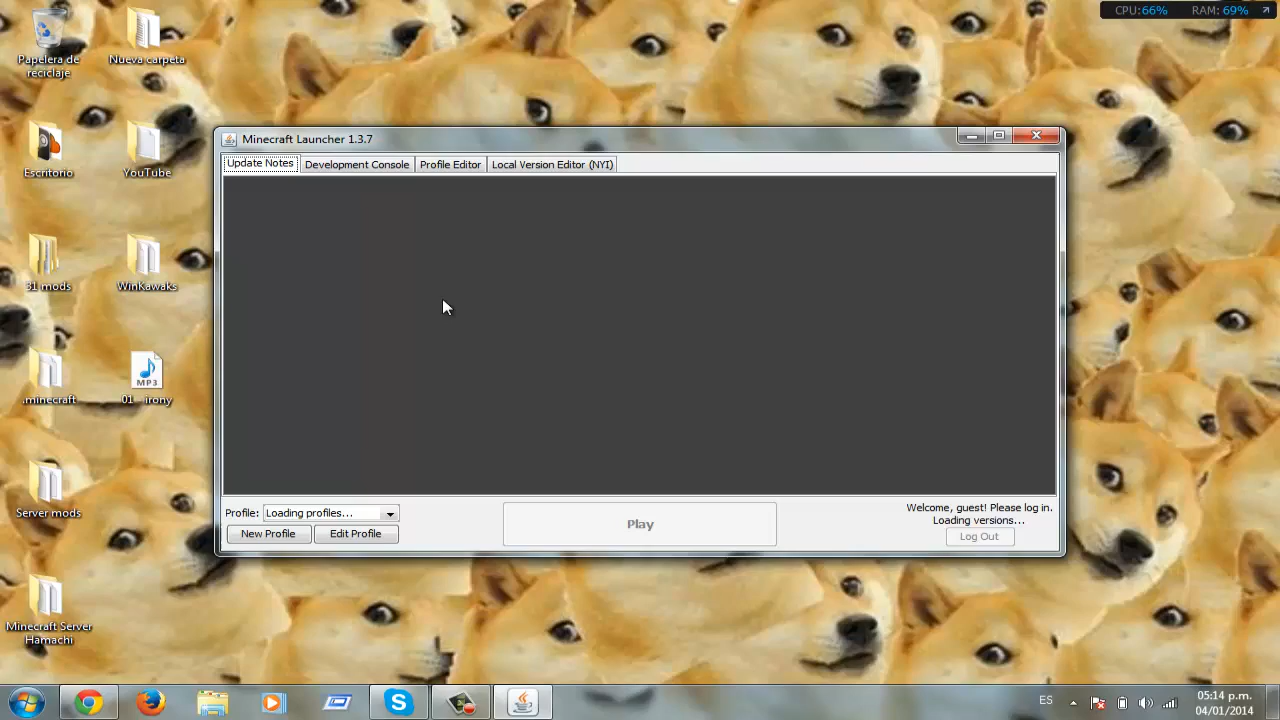 CPU:66% RAM: 69%
Papelera de
reciclaje
Nueva carpeta
Escritorio
YouTube
31 mods
WinKawaks
.minecraft
MP3
01 - irony
Server mods
Minecraft Server
Hamachi
Minecraft Launcher 1.3.7
Update Notes
Development Console
Profile Editor
Local Version Editor (NYI)
Profile: Loading profiles...
New Profile
Edit Profile
Play
Welcome, guest! Please log in.
Loading versions...
Log Out
ES
05:14 p.m.
04/01/2014